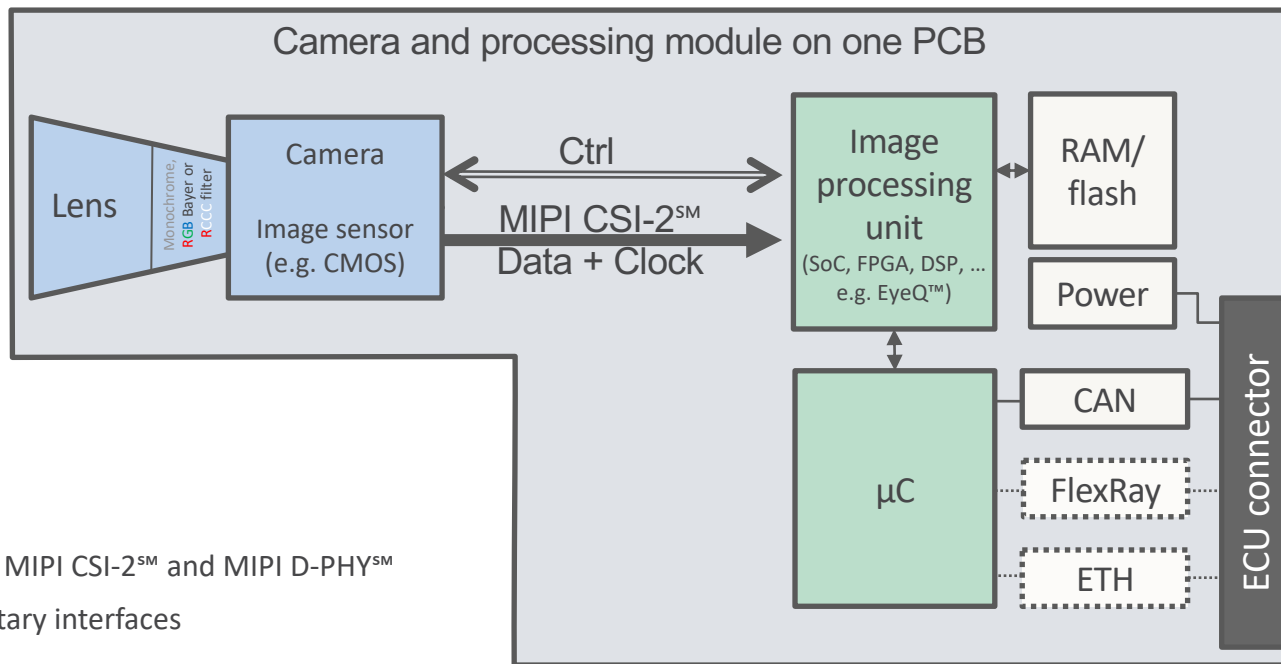 Camera and processing module on one PCB
Lens
Monochrome,
RGB Bayer or
RCCC filter
Camera
Image sensor
(e.g. CMOS)
Ctrl
MIPI CSI-2℠
Data + Clock
Image
processing
unit
(SoC, FPGA, DSP, ...
e.g. EyeQ™)
RAM/
flash
Power
µC
CAN
FlexRay
ETH
ECU connector
MIPI CSI-2℠ and MIPI D-PHY℠
interfaces